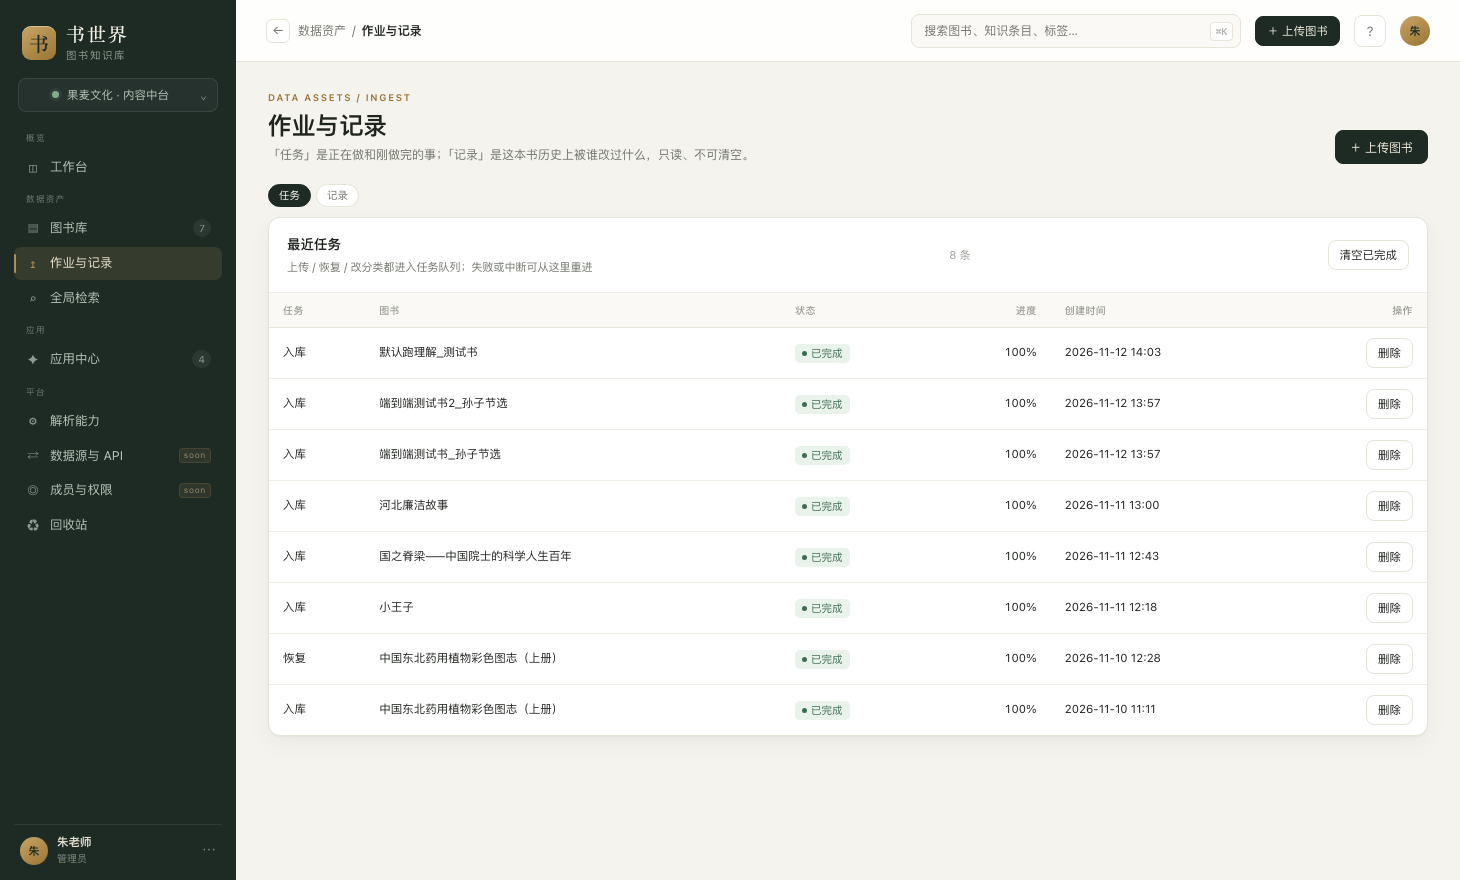 书
书世界
图书知识库
果麦文化 · 内容中台
概览
工作台
数据资产
图书库 7
作业与记录
全局检索
应用
应用中心 4
平台
解析能力
数据源与 API soon
成员与权限 soon
回收站
朱
朱老师
管理员
← 数据资产 / 作业与记录
搜索图书、知识条目、标签... ⌘K
+ 上传图书
?
朱
DATA ASSETS / INGEST
作业与记录
「任务」是正在做和刚做完的事；「记录」是这本书历史上被谁改过什么，只读、不可清空。
+ 上传图书
任务 记录
最近任务
上传 / 恢复 / 改分类都进入任务队列；失败或中断可从这里重进
8 条
清空已完成
任务 图书 状态 进度 创建时间 操作
入库 默认跑理解_测试书 已完成 100% 2026-11-12 14:03 删除
入库 端到端测试书2_孙子节选 已完成 100% 2026-11-12 13:57 删除
入库 端到端测试书_孙子节选 已完成 100% 2026-11-12 13:57 删除
入库 河北廉洁故事 已完成 100% 2026-11-11 13:00 删除
入库 国之脊梁——中国院士的科学人生百年 已完成 100% 2026-11-11 12:43 删除
入库 小王子 已完成 100% 2026-11-11 12:18 删除
恢复 中国东北药用植物彩色图志（上册） 已完成 100% 2026-11-10 12:28 删除
入库 中国东北药用植物彩色图志（上册） 已完成 100% 2026-11-10 11:11 删除